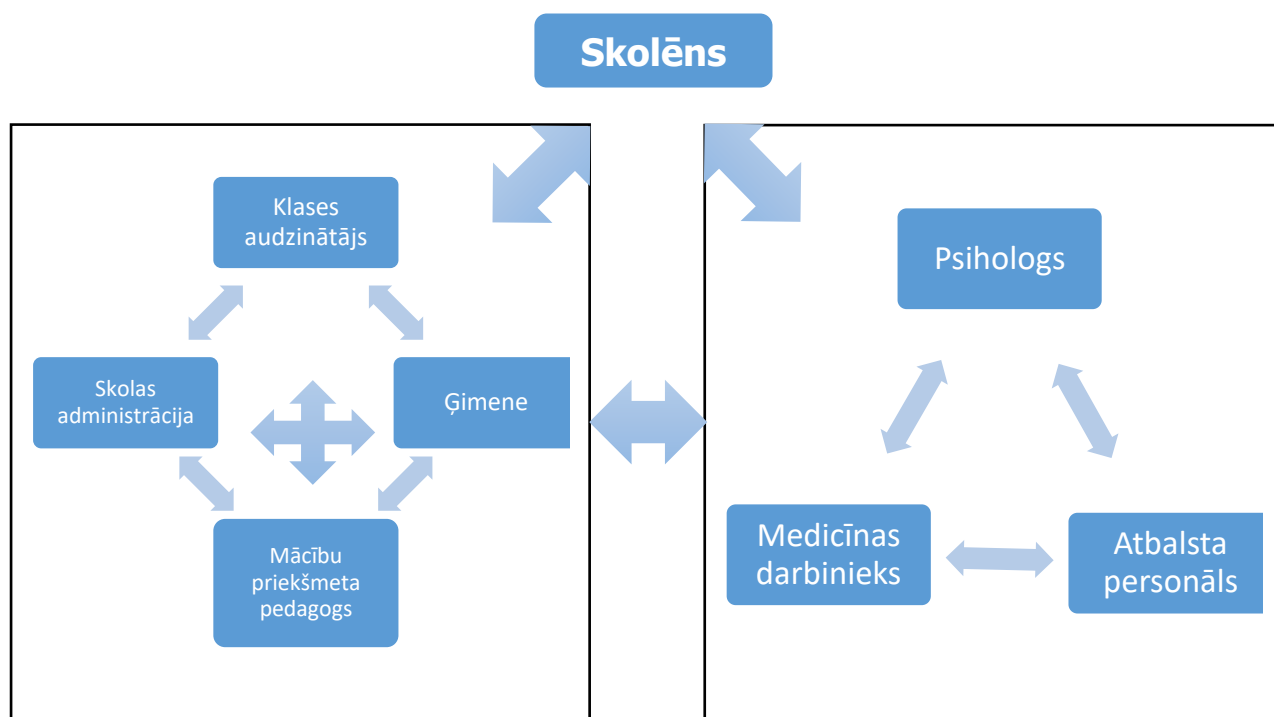 Skolēns
Klases
audzinātājs
Skolas
administrācija
Ģimene
Mācību
priekšmeta
pedagogs
Psihologs
Medicīnas
darbinieks
Atbalsta
personāls